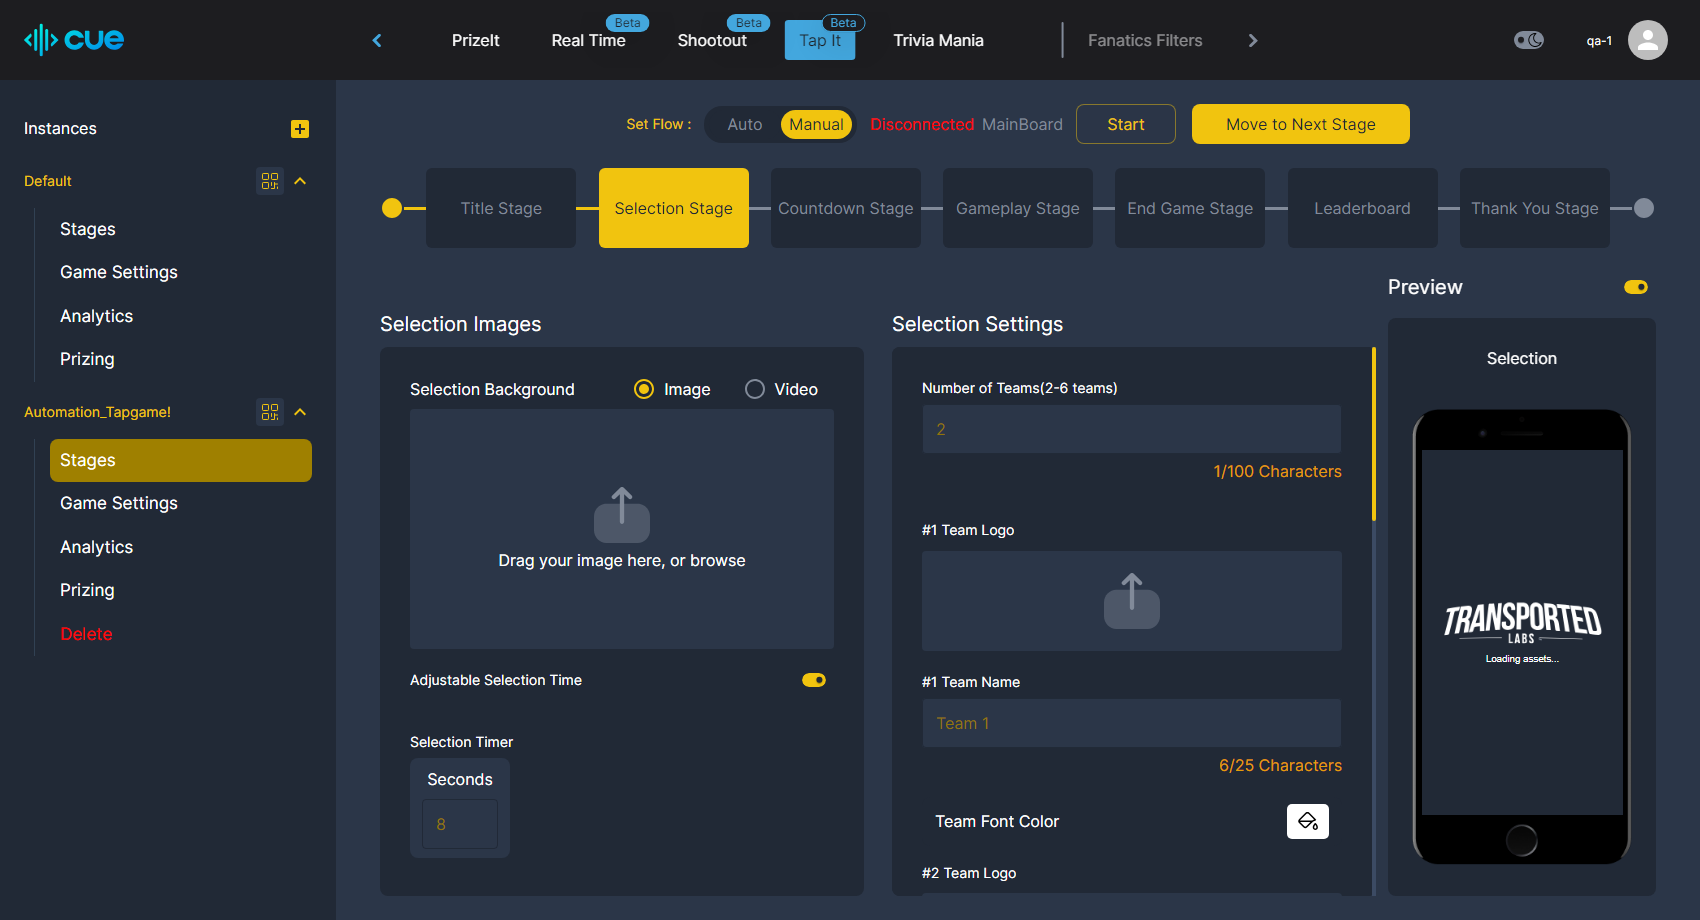 cue
PrizeIt
Real Time
Beta
Shootout
Beta
Tap It
Beta
Trivia Mania
Fanatics Filters
qa-1
Instances
Default
Stages
Game Settings
Analytics
Prizing
Automation_Tapgame!
Stages
Game Settings
Analytics
Prizing
Delete
Set Flow :
Auto
Manual
Disconnected MainBoard
Start
Move to Next Stage
Title Stage
Selection Stage
Countdown Stage
Gameplay Stage
End Game Stage
Leaderboard
Thank You Stage
Selection Images
Selection Background
Image
Video
Drag your image here, or browse
Adjustable Selection Time
Selection Timer
Seconds
8
Selection Settings
Number of Teams(2-6 teams)
2
1/100 Characters
#1 Team Logo
#1 Team Name
Team 1
6/25 Characters
Team Font Color
#2 Team Logo
Preview
Selection
TRANSPORTED
LABS
Loading assets...